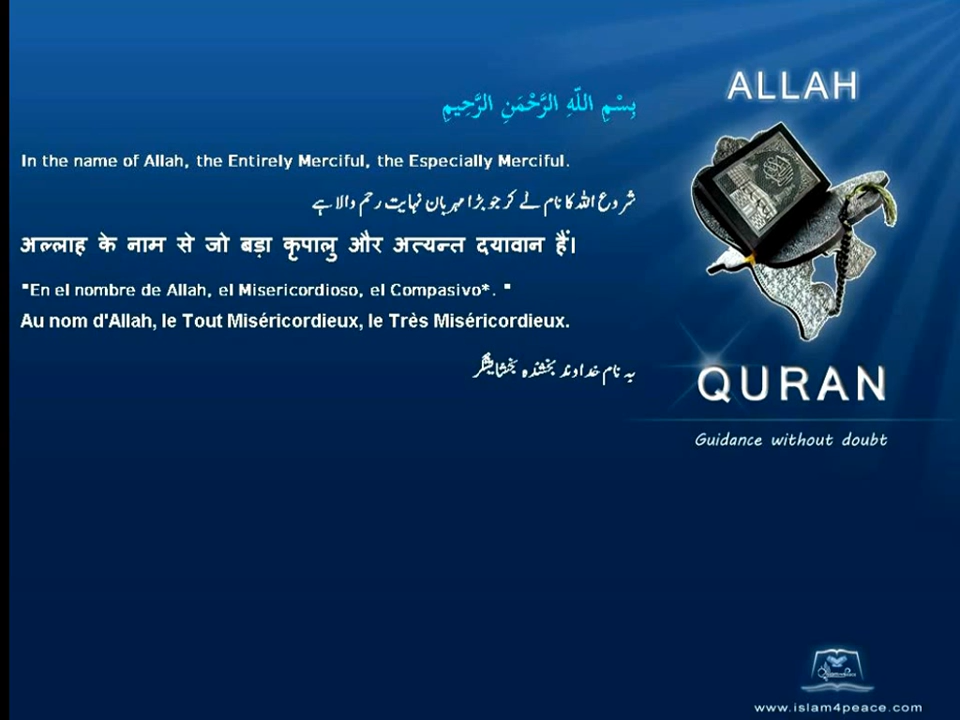 بِسْمِ اللّهِ الرَّحْمَنِ الرَّحِيمِ
In the name of Allah, the Entirely Merciful, the Especially Merciful.
شروع اللہ کا نام لے کر جو بڑا مہربان نہایت رحم والا ہے
अल्लाह के नाम से जो बड़ा कृपालु और अत्यन्त दयावान हैं।
"En el nombre de Allah, el Misericordioso, el Compasivo*. "
Au nom d'Allah, le Tout Miséricordieux, le Très Miséricordieux.
به نام خداوند بخشنده بخشایشگر
ALLAH
QURAN
Guidance without doubt
www.islam4peace.com